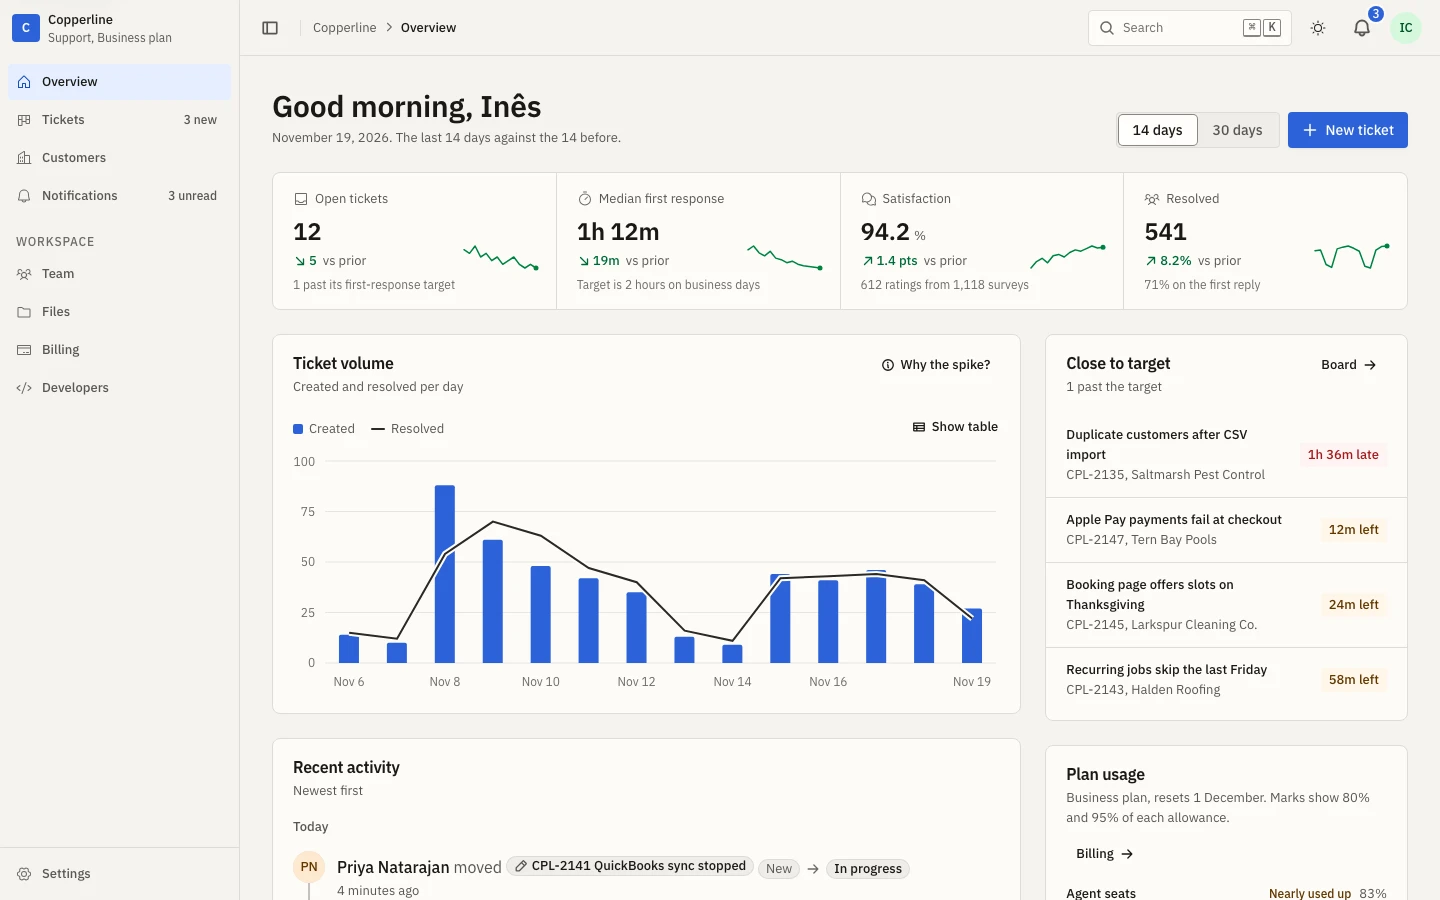 C
Copperline
Support, Business plan
Overview
Tickets
3 new
Customers
Notifications
3 unread
WORKSPACE
Team
Files
Billing
Developers
Settings
Copperline
Overview
Search
⌘ K
3
IC
Good morning, Inês
November 19, 2026. The last 14 days against the 14 before.
14 days
30 days
New ticket
Open tickets
12
5 vs prior
1 past its first-response target
Median first response
1h 12m
19m vs prior
Target is 2 hours on business days
Satisfaction
94.2 %
1.4 pts vs prior
612 ratings from 1,118 surveys
Resolved
541
8.2% vs prior
71% on the first reply
Ticket volume
Created and resolved per day
Why the spike?
Created
Resolved
Show table
100
75
50
25
0
Nov 6
Nov 8
Nov 10
Nov 12
Nov 14
Nov 16
Nov 19
Close to target
1 past the target
Board
Duplicate customers after CSV
import
CPL-2135, Saltmarsh Pest Control
1h 36m late
Apple Pay payments fail at checkout
CPL-2147, Tern Bay Pools
12m left
Booking page offers slots on
Thanksgiving
CPL-2145, Larkspur Cleaning Co.
24m left
Recurring jobs skip the last Friday
CPL-2143, Halden Roofing
58m left
Recent activity
Newest first
Today
PN
Priya Natarajan moved CPL-2141 QuickBooks sync stopped New In progress
4 minutes ago
Plan usage
Business plan, resets 1 December. Marks show 80%
and 95% of each allowance.
Billing
Agent seats
Nearly used up 83%